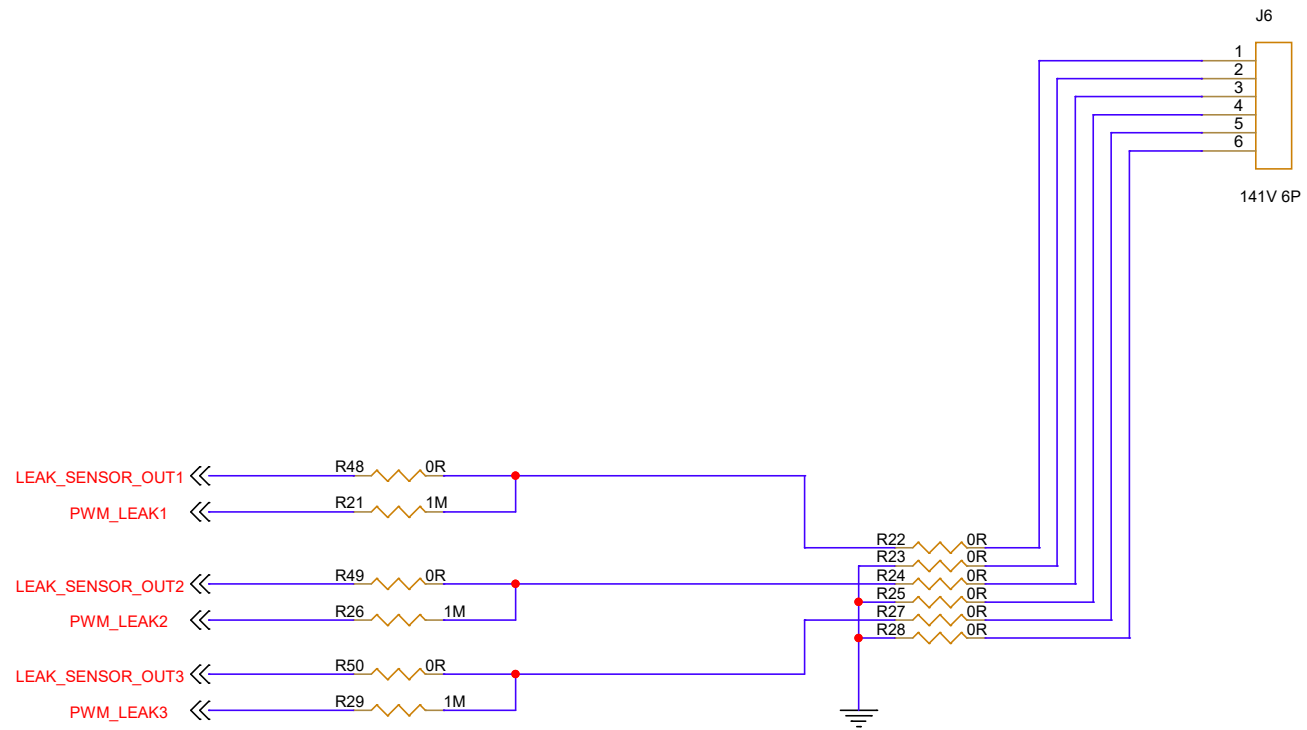 J6
1
2
3
4
5
6
141V 6P
LEAK_SENSOR_OUT1 R48 0R
PWM_LEAK1 R21 1M
R22 0R
R23 0R
LEAK_SENSOR_OUT2 R49 0R R24 0R
R25 0R
PWM_LEAK2 R26 1M R27 0R
R28 0R
LEAK_SENSOR_OUT3 R50 0R
PWM_LEAK3 R29 1M